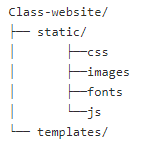 Class-website/
├── static/
│       ├──css
│       ├──images
│       ├──fonts
│       └──js
└── templates/